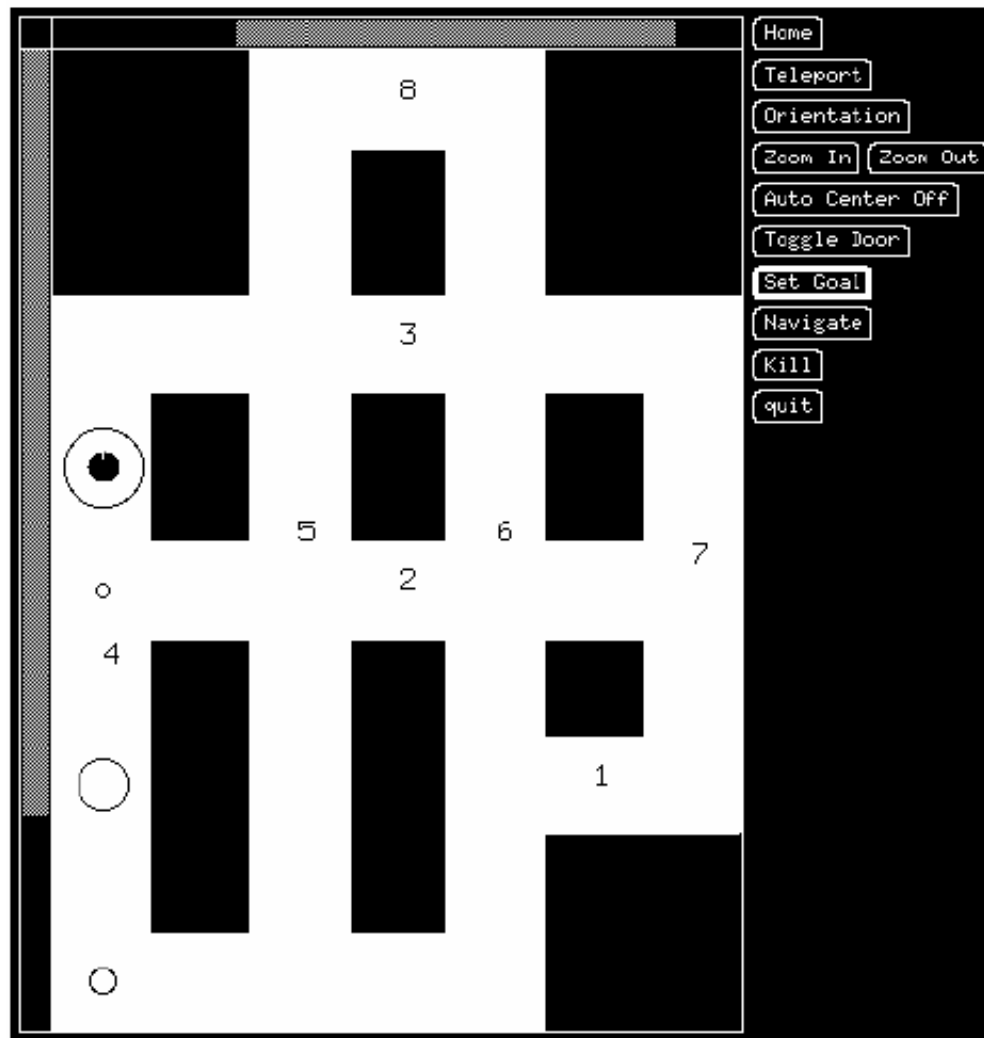 Home
Teleport
Orientation
Zoom In Zoom Out
Auto Center Off
Toggle Door
Set Goal
Navigate
Kill
quit
8
3
5 6
7
2
4
1